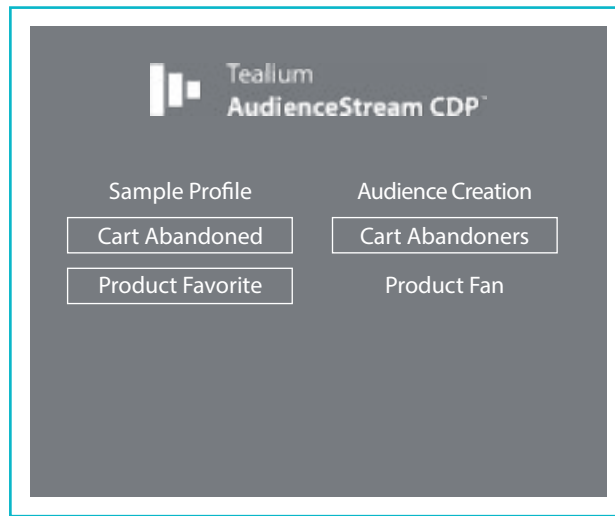 Tealium
AudienceStream CDP™
Sample Profile
Audience Creation
Cart Abandoned
Cart Abandoners
Product Favorite
Product Fan